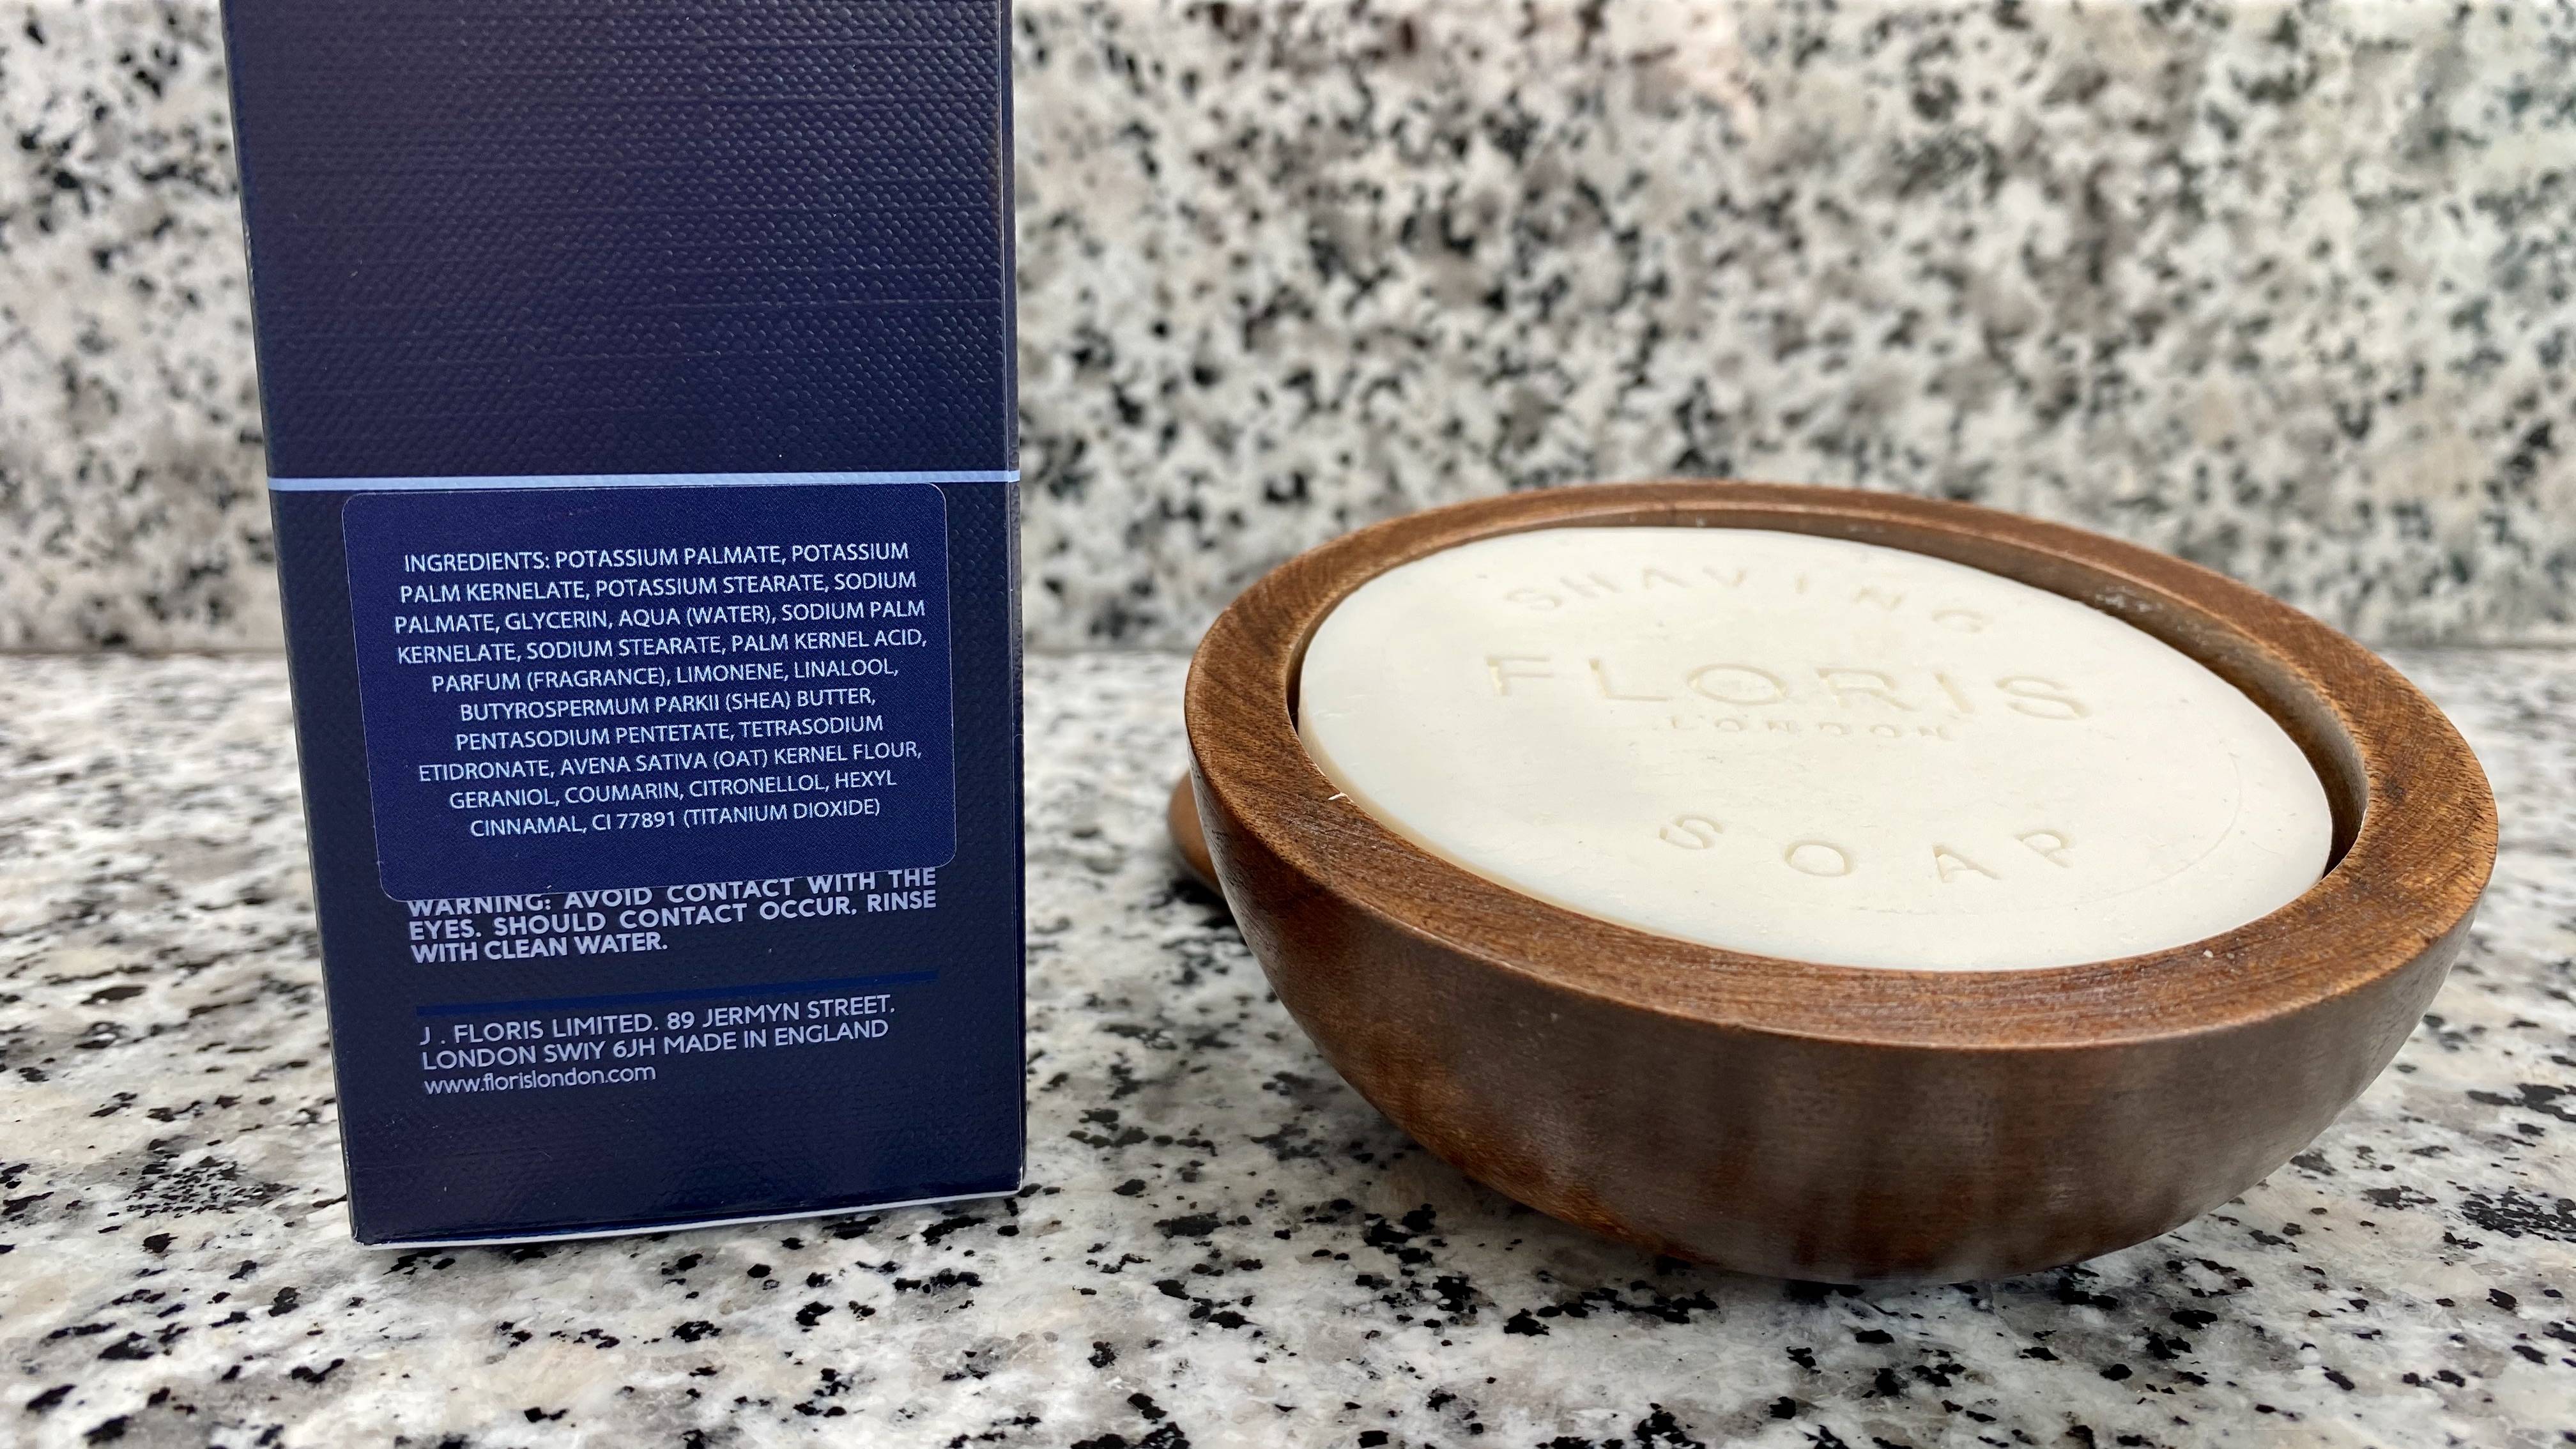 INGREDIENTS: POTASSIUM PALMATE, POTASSIUM
PALM KERNELATE, POTASSIUM STEARATE, SODIUM
PALMATE, GLYCERIN, AQUA (WATER), SODIUM PALM
KERNELATE, SODIUM STEARATE, PALM KERNEL ACID,
PARFUM (FRAGRANCE), LIMONENE, LINALOOL,
BUTYROSPERMUM PARKII (SHEA) BUTTER,
PENTASODIUM PENTETATE, TETRASODIUM
ETIDRONATE, AVENA SATIVA (OAT) KERNEL FLOUR,
GERANIOL, COUMARIN, CITRONELLOL, HEXYL
CINNAMAL, CI 77891 (TITANIUM DIOXIDE)
WARNING: AVOID CONTACT WITH THE
EYES. SHOULD CONTACT OCCUR, RINSE
WITH CLEAN WATER.
J . FLORIS LIMITED. 89 JERMYN STREET,
LONDON SW1Y 6JH MADE IN ENGLAND
www.florislondon.com
SHAVING
FLORIS
LONDON
SOAP